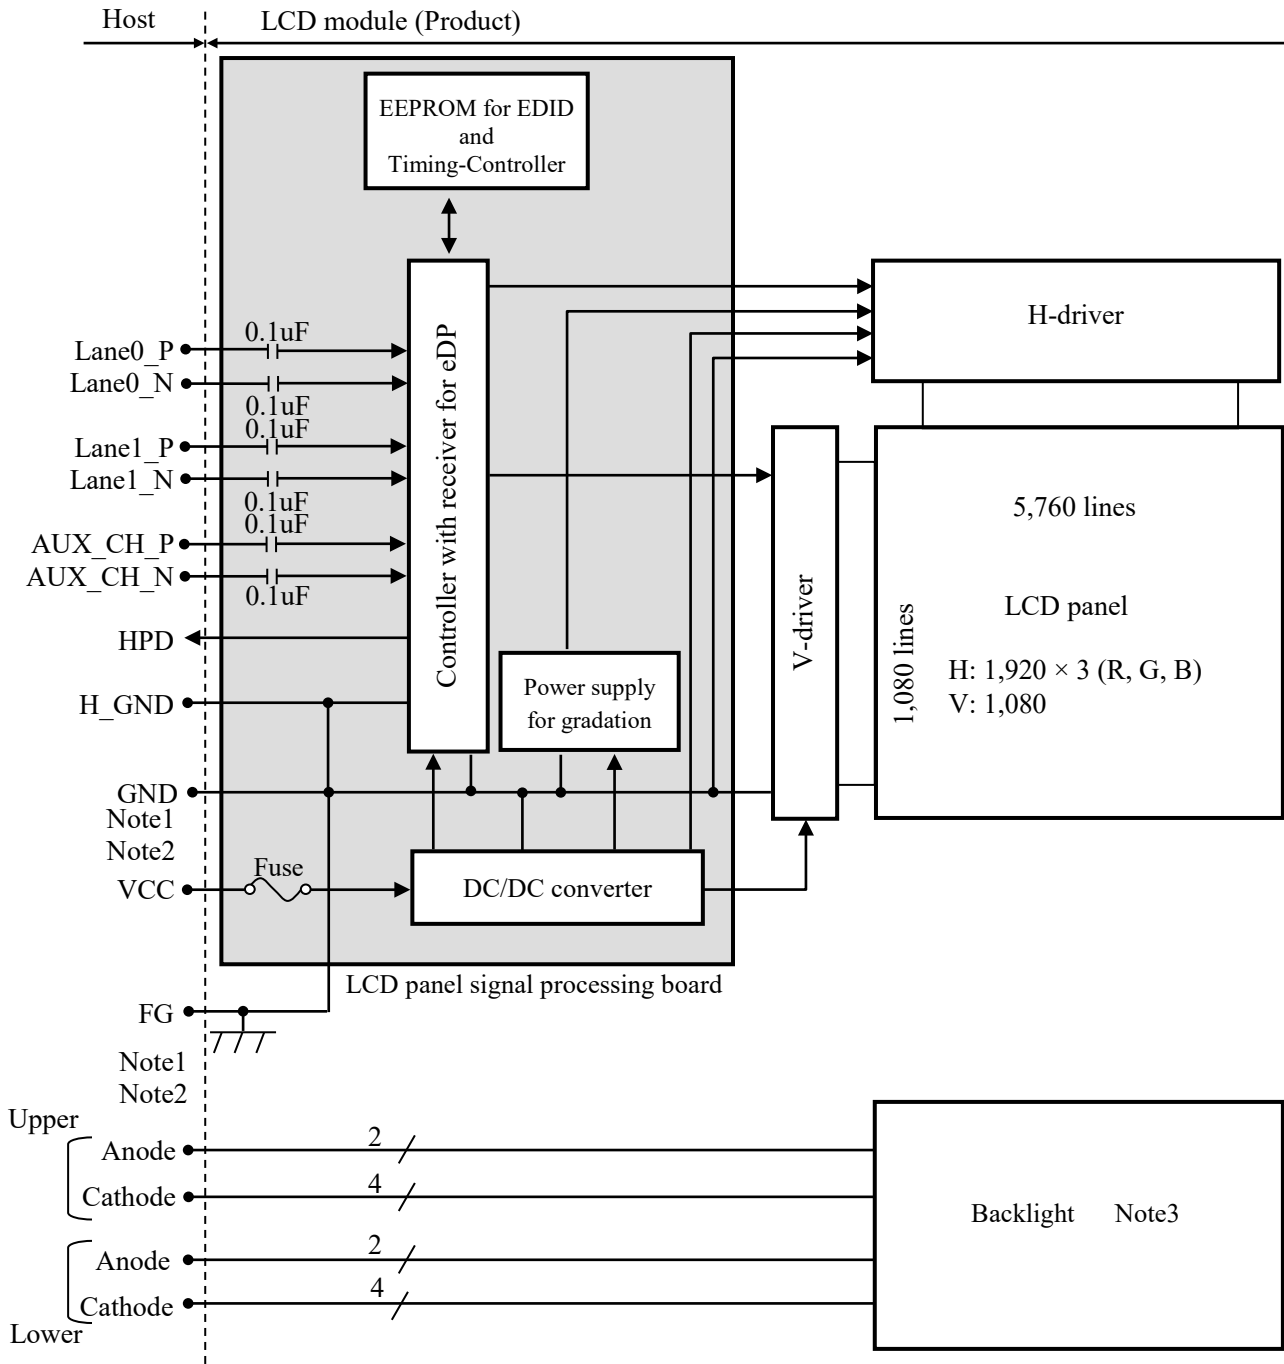 Host
LCD module (Product)
EEPROM for EDID
and
Timing-Controller
H-driver
Controller with receiver for eDP
0.1uF
Lane0_P
Lane0_N
0.1uF
0.1uF
Lane1_P
Lane1_N
0.1uF
0.1uF
AUX_CH_P
AUX_CH_N
0.1uF
HPD
H_GND
Power supply
for gradation
V-driver
5,760 lines
LCD panel
1,080 lines
H: 1,920 × 3 (R, G, B)
V: 1,080
GND
Note1
Note2
VCC
Fuse
DC/DC converter
LCD panel signal processing board
FG
Note1
Note2
Upper
Anode
2
Cathode
4
Anode
2
Cathode
4
Lower
Backlight Note3